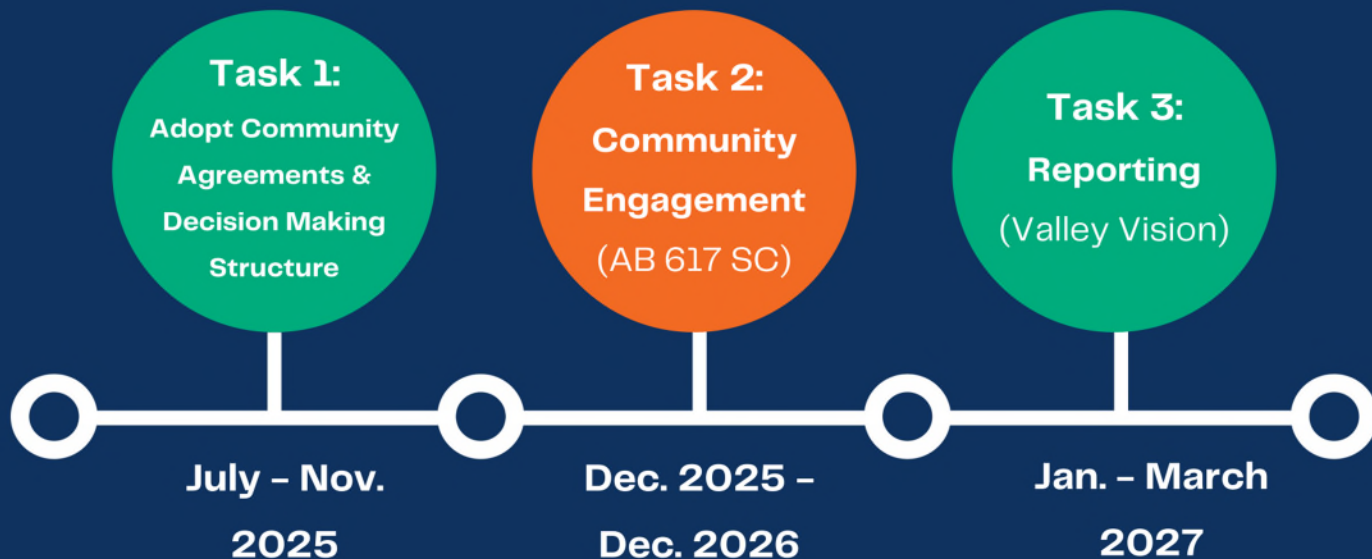 Task 1:
Adopt Community
Agreements &
Decision Making
Structure
Task 2:
Community
Engagement
(AB 617 SC)
Task 3:
Reporting
(Valley Vision)
July – Nov.
2025
Dec. 2025 –
Dec. 2026
Jan. – March
2027